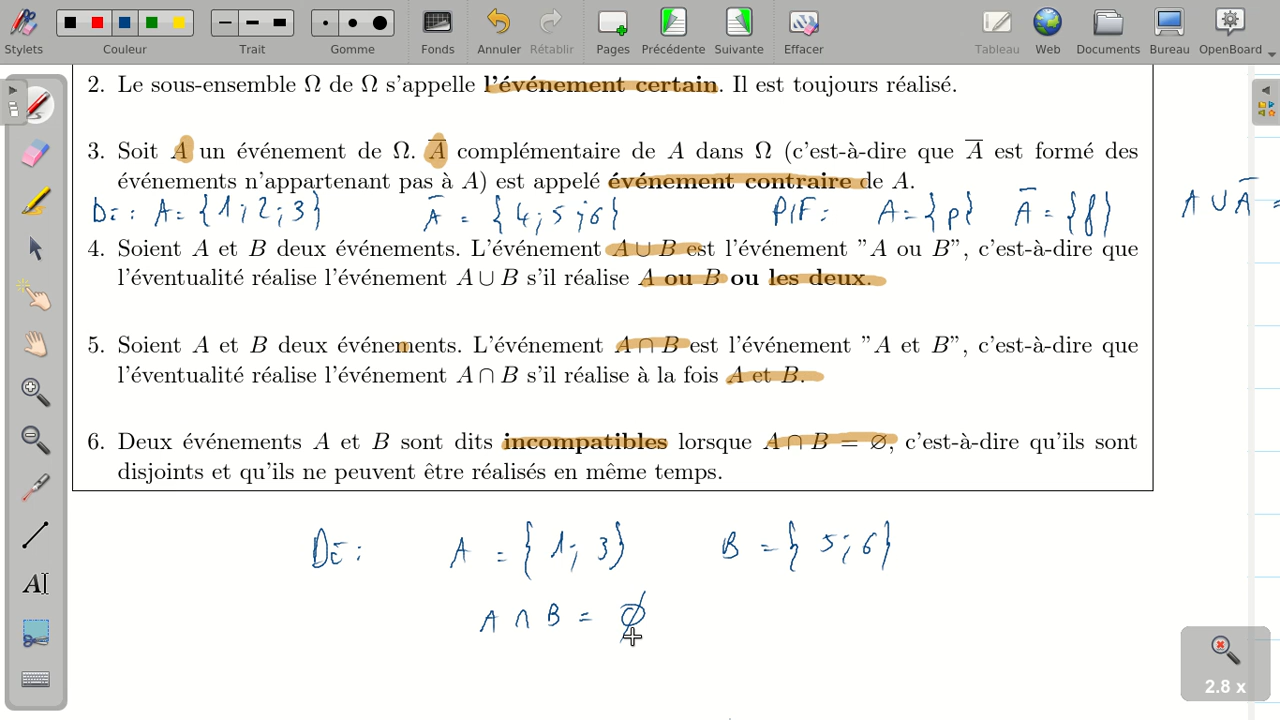 Stylets Couleur Trait Gomme Fonds Annuler Rétablir Pages Précédente Suivante Effacer Tableau Web Documents Bureau OpenBoard
2. Le sous-ensemble Ω de Ω s'appelle l'événement certain. Il est toujours réalisé.
3. Soit A un événement de Ω. A̅ complémentaire de A dans Ω (c'est-à-dire que A̅ est formé des
événements n'appartenant pas à A) est appelé événement contraire de A.
Dé : A = {1; 2; 3} A̅ = {4; 5; 6} P/F : A = {p} A̅ = {f} A ∪ A̅ =
4. Soient A et B deux événements. L'événement A ∪ B est l'événement "A ou B", c'est-à-dire que
l'éventualité réalise l'événement A ∪ B s'il réalise A ou B ou les deux.
5. Soient A et B deux événements. L'événement A ∩ B est l'événement "A et B", c'est-à-dire que
l'éventualité réalise l'événement A ∩ B s'il réalise à la fois A et B.
6. Deux événements A et B sont dits incompatibles lorsque A ∩ B = ∅, c'est-à-dire qu'ils sont
disjoints et qu'ils ne peuvent être réalisés en même temps.
Dé : A = {1; 3} B = {5; 6}
A ∩ B = ∅
2.8 x